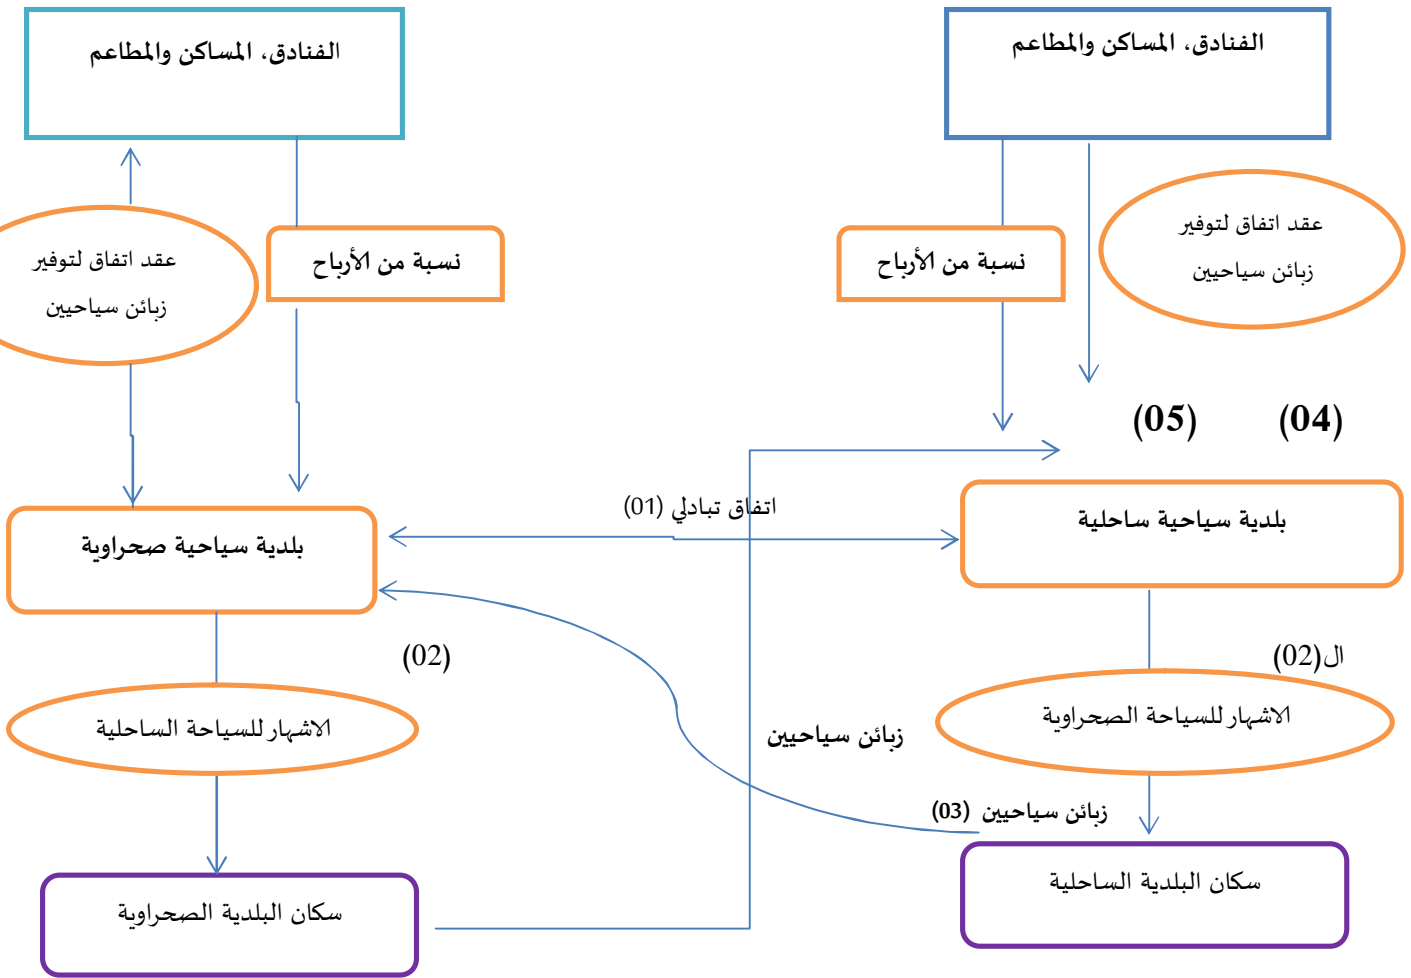 الفنادق، المساكن والمطاعم
الفنادق، المساكن والمطاعم
عقد اتفاق لتوفير
زبائن سياحيين
نسبة من الأرباح
نسبة من الأرباح
عقد اتفاق لتوفير
زبائن سياحيين
(04)
(05)
اتفاق تبادلي (01)
بلدية سياحية ساحلية
بلدية سياحية صحراوية
ال(02)
(02)
الاشهار للسياحة الصحراوية
الاشهار للسياحة الساحلية
زبائن سياحيين
زبائن سياحيين (03)
سكان البلدية الساحلية
سكان البلدية الصحراوية